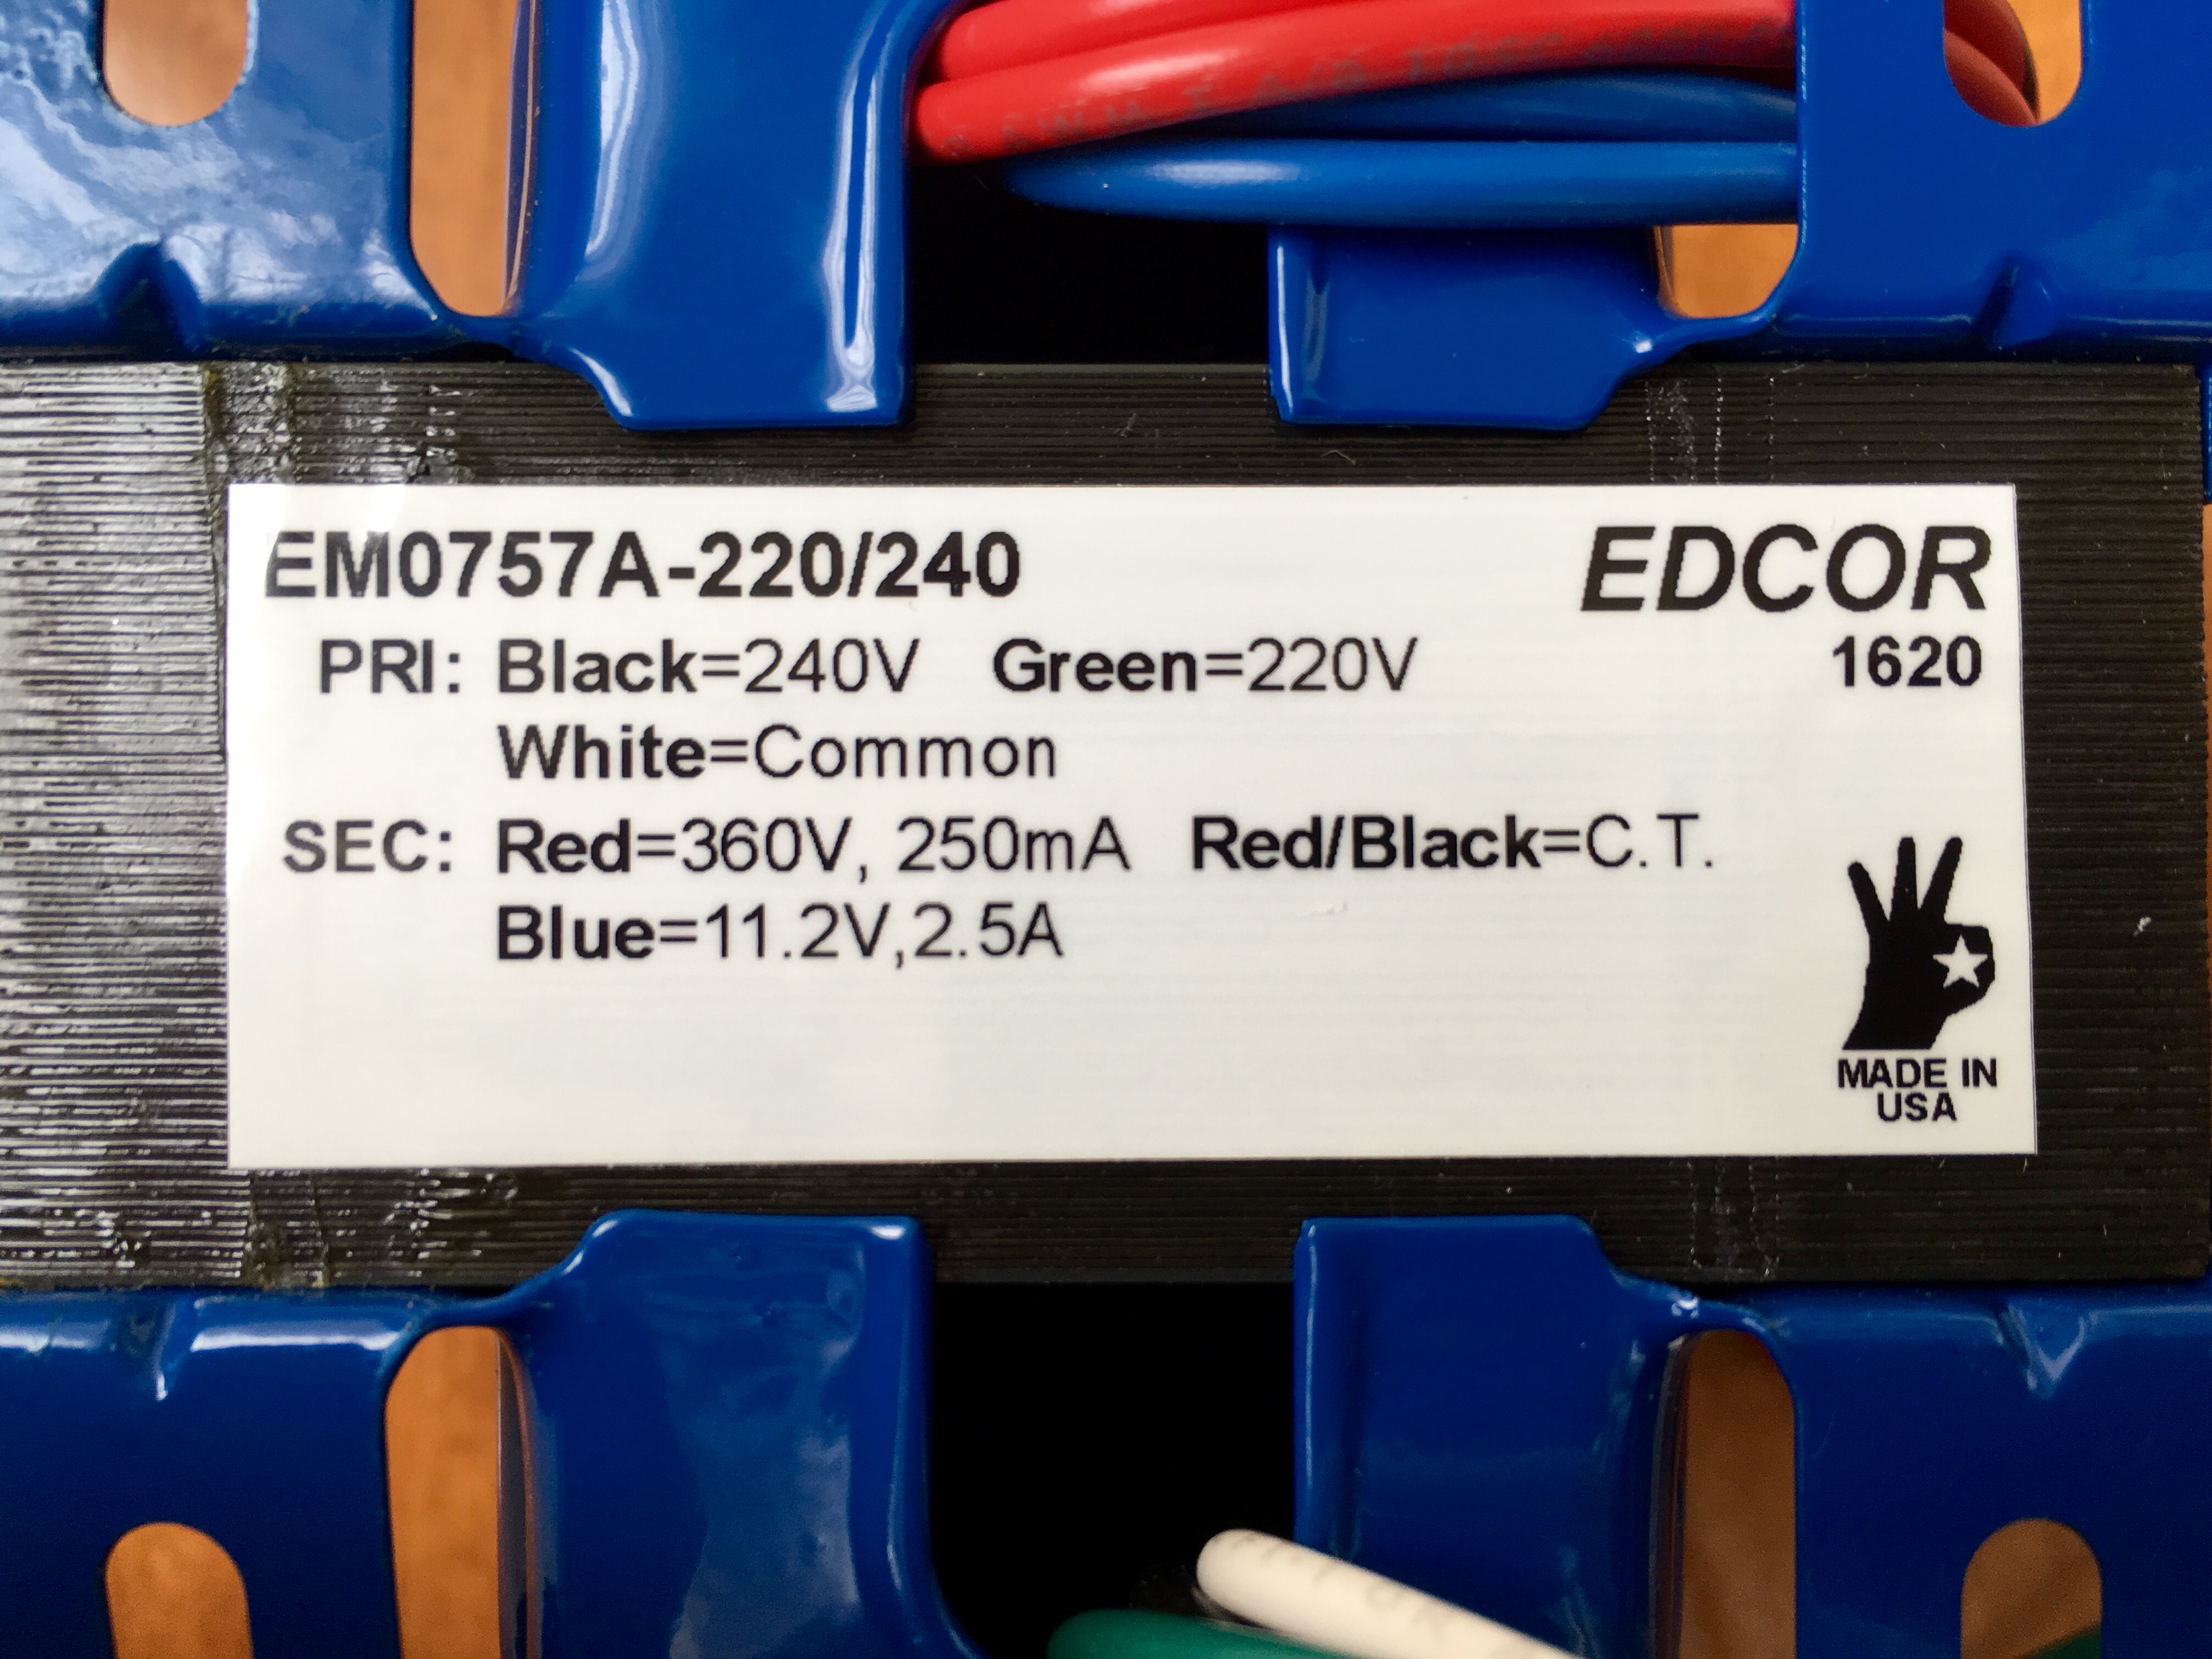 EM0757A-220/240
EDCOR
PRI: Black=240V Green=220V
1620
White=Common
SEC: Red=360V, 250mA Red/Black=C.T.
Blue=11.2V,2.5A
MADE IN
USA
AWM I A/B